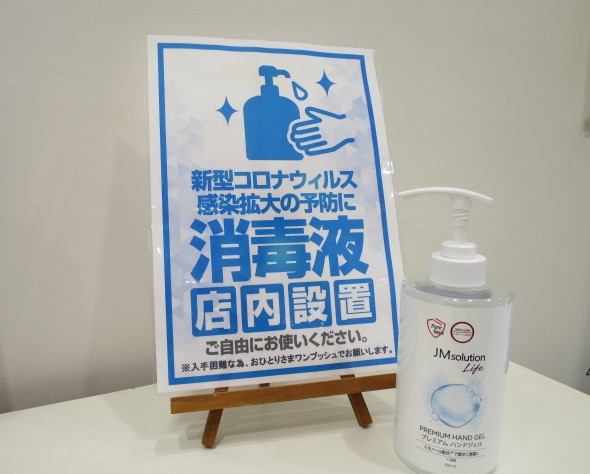 新型コロナウィルス
感染拡大の予防に
消毒液
店内設置
ご自由にお使いください。
※入手困難な為、おひとりさまワンプッシュでお願いします。
Pure Seal
JMsolution
Life
PREMIUM HAND GEL
プレミアム ハンドジェル